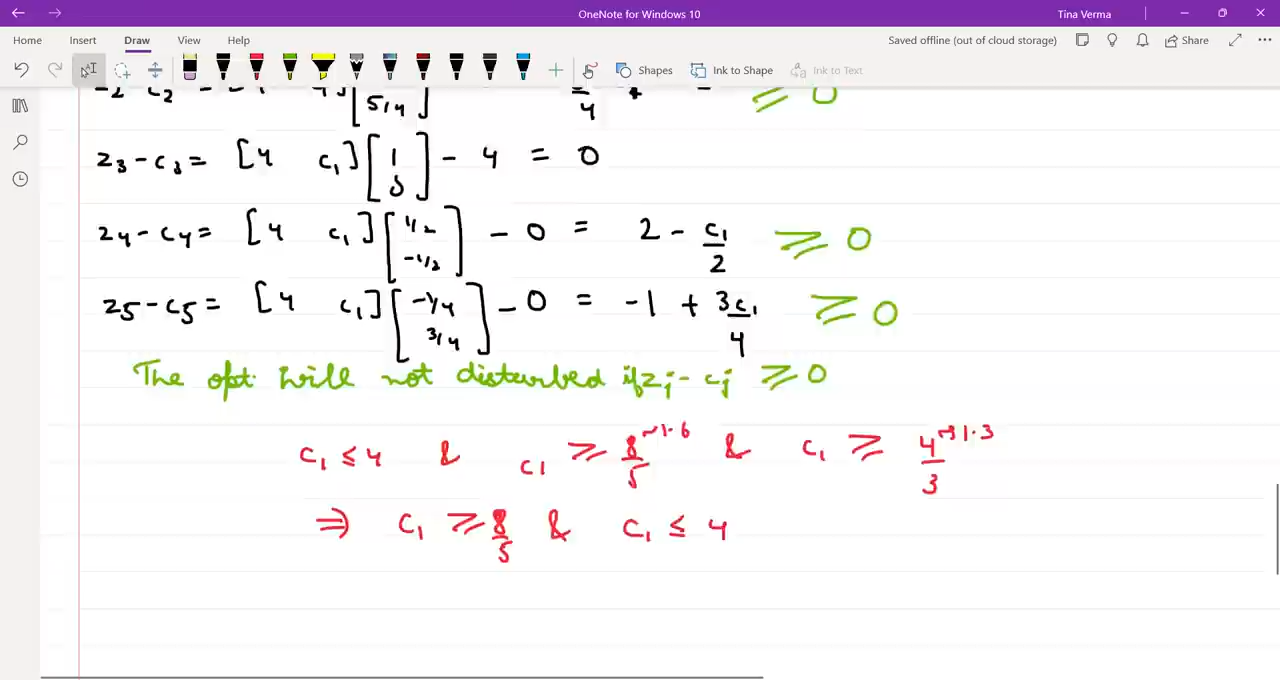 OneNote for Windows 10
Tina Verma
Home Insert Draw View Help
Saved offline (out of cloud storage)
Share
Shapes
Ink to Shape
Ink to Text
5/4
4
≥ 0
z3 - c3 = [4 c1] [1 0] - 4 = 0
z4 - c4 = [4 c1] [1/2 -1/2] - 0 = 2 - c1/2 ≥ 0
z5 - c5 = [4 c1] [-1/4 3/4] - 0 = -1 + 3c1/4 ≥ 0
The opt. will not disturbed if zj - cj ≥ 0
c1 ≤ 4 & c1 ≥ 8/5 ~1.6 & c1 ≥ 4/3 ~1.3
⇒ c1 ≥ 8/5 & c1 ≤ 4